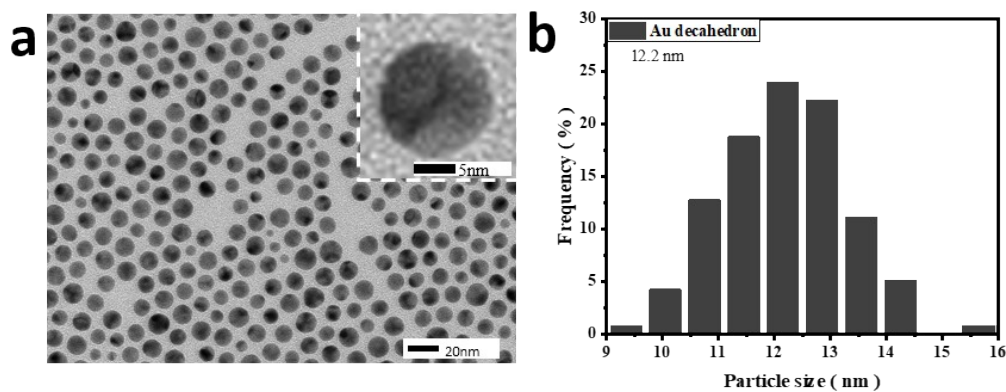 a
5nm
20nm
b
Au decahedron
12.2 nm
Frequency ( % )
30
25
20
15
10
5
0
9 10 11 12 13 14 15 16
Particle size ( nm )